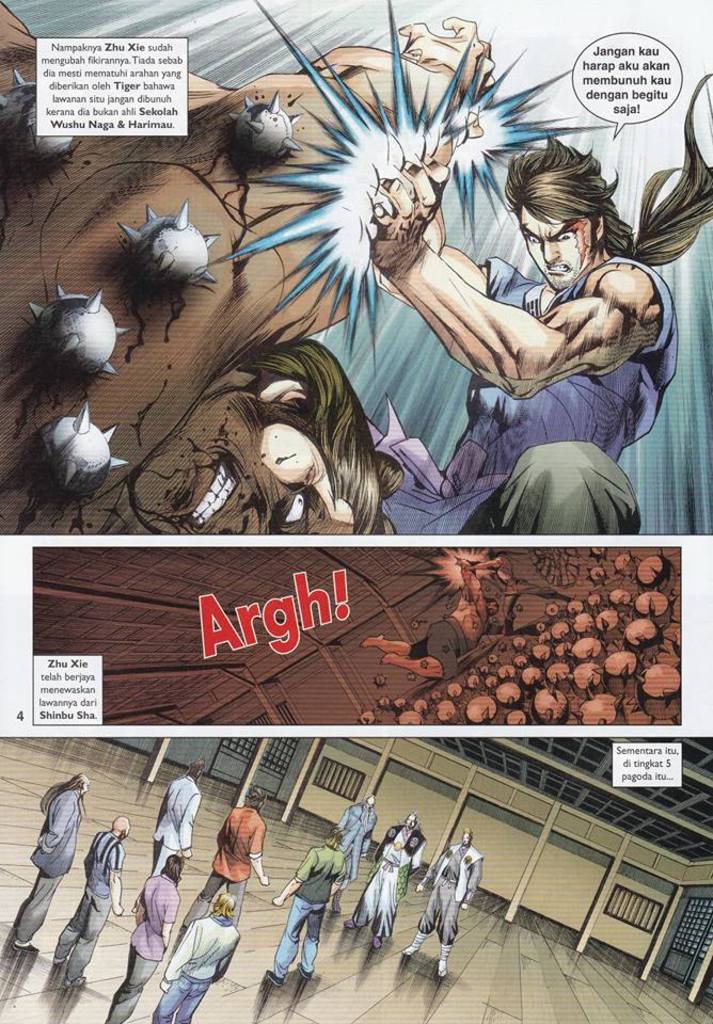 Nampaknya Zhu Xie sudah
mengubah fikirannya. Tiada sebab
dia mesti mematuhi arahan yang
diberikan oleh Tiger bahawa
lawanan situ jangan dibunuh
kerana dia bukan ahli Sekolah
Wushu Naga & Harimau.
Jangan kau
harap aku akan
membunuh kau
dengan begitu
saja!
Argh!
Zhu Xie
telah berjaya
menewaskan
lawannya dari
Shinbu Sha.
4
Sementara itu,
di tingkat 5
pagoda itu...